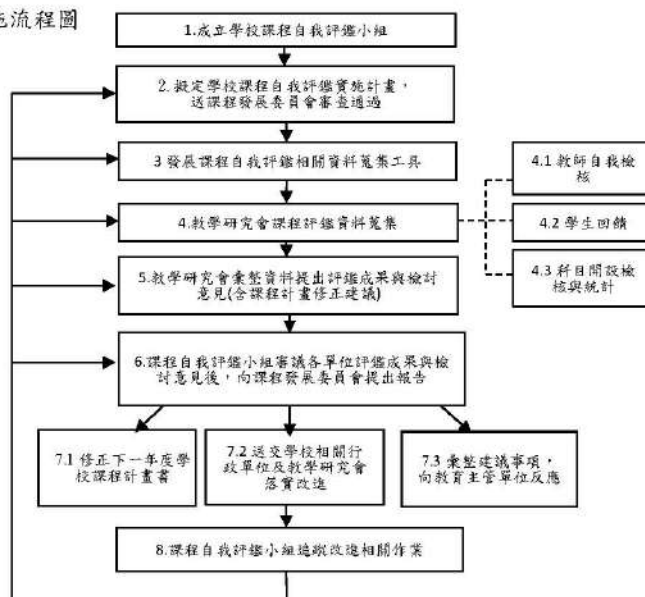 施流程圖
1.成立學校課程自我評鑑小組
2. 擬定學校課程自我評鑑實施計畫，
送課程發展委員會審查通過
3 發展課程自我評鑑相關資料蒐集工具
4.教學研究會課程評鑑資料蒐集
4.1 教師自我檢
核
4.2 學生回饋
4.3 科目開設檢
核與統計
5.教學研究會彙整資料提出評鑑成果與檢討
意見(含課程計畫修正建議)
6.課程自我評鑑小組審議各單位評鑑成果與檢
討意見後，向課程發展委員會提出報告
7.1 修正下一年度學
校課程計畫書
7.2 送交學校相關行
政單位及教學研究會
落實改進
7.3 彙整建議事項，
向教育主管單位反應
8.課程自我評鑑小組追蹤改進相關作業